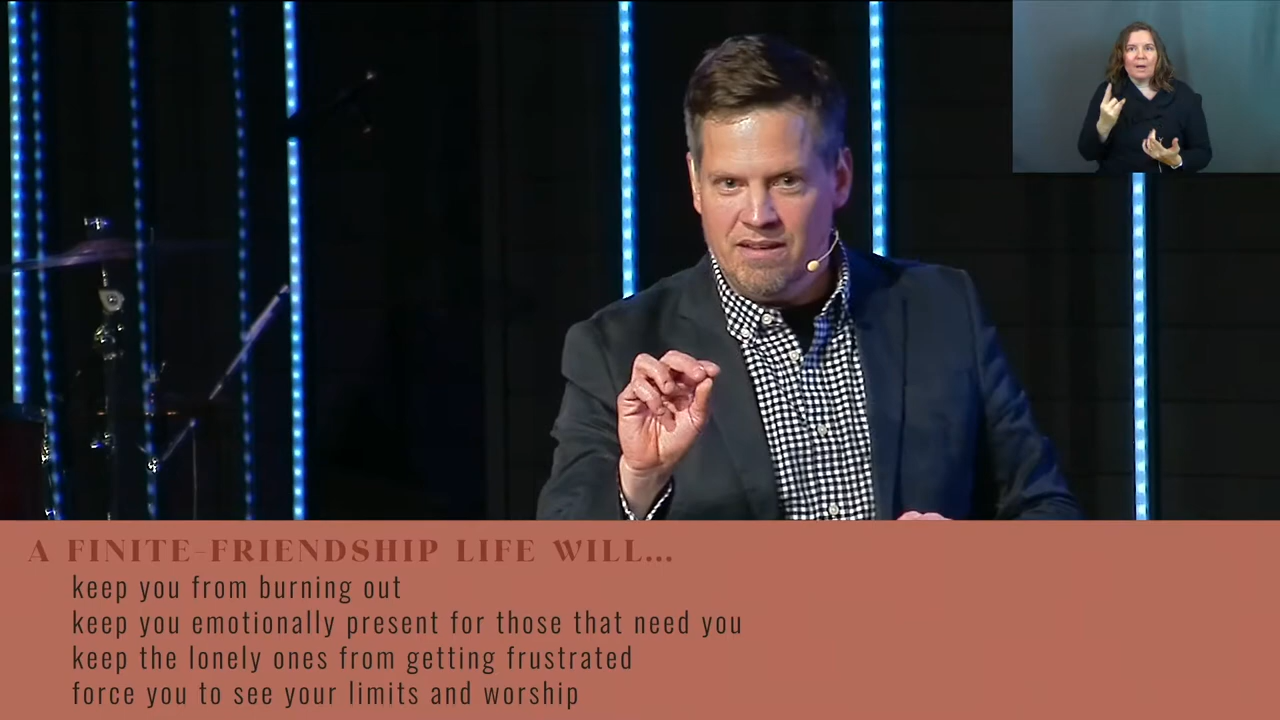 A FINITE-FRIENDSHIP LIFE WILL...
keep you from burning out
keep you emotionally present for those that need you
keep the lonely ones from getting frustrated
force you to see your limits and worship